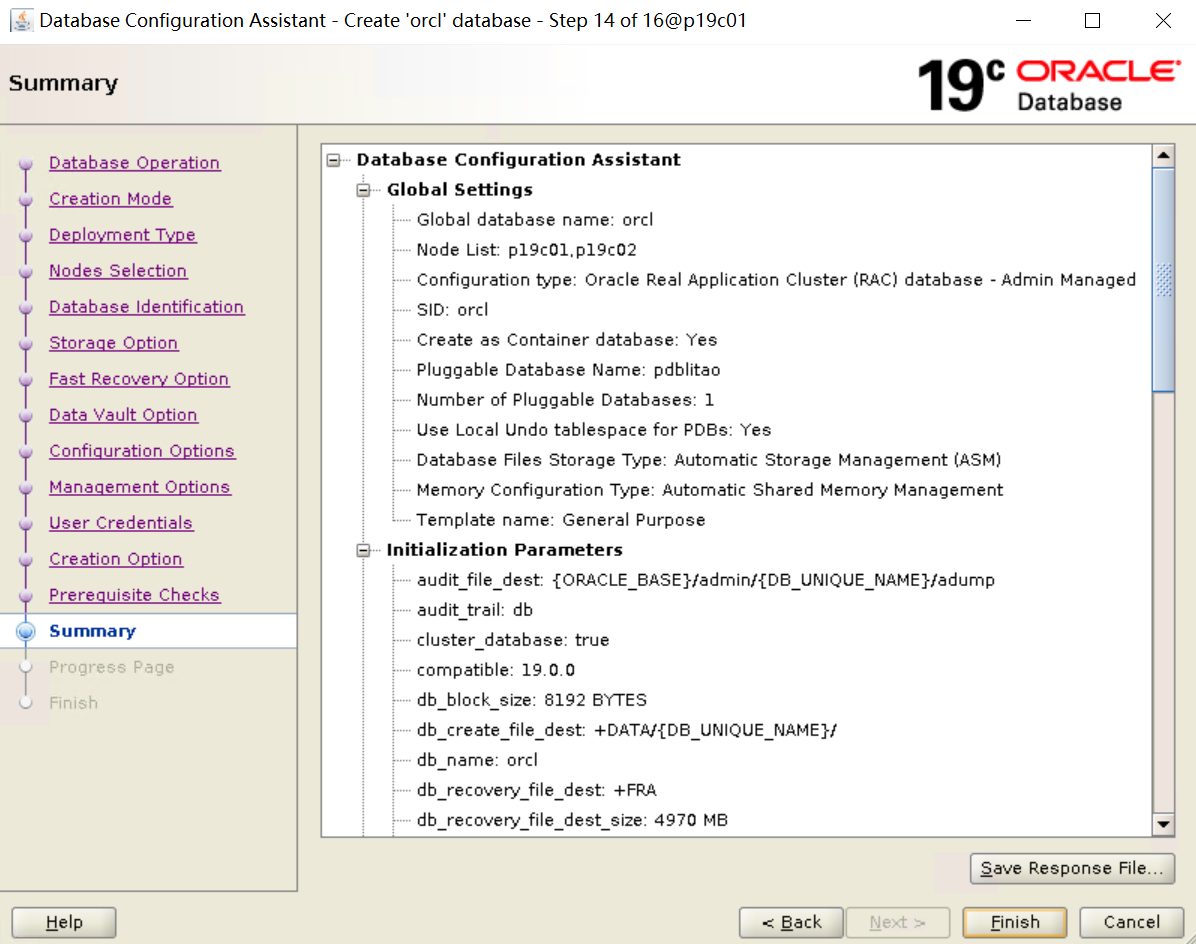 Database Configuration Assistant - Create 'orcl' database - Step 14 of 16@p19c01
Summary
19c ORACLE
Database
Database Operation
Creation Mode
Deployment Type
Nodes Selection
Database Identification
Storage Option
Fast Recovery Option
Data Vault Option
Configuration Options
Management Options
User Credentials
Creation Option
Prerequisite Checks
Summary
Progress Page
Finish
Database Configuration Assistant
Global Settings
Global database name: orcl
Node List: p19c01,p19c02
Configuration type: Oracle Real Application Cluster (RAC) database - Admin Managed
SID: orcl
Create as Container database: Yes
Pluggable Database Name: pdblitao
Number of Pluggable Databases: 1
Use Local Undo tablespace for PDBs: Yes
Database Files Storage Type: Automatic Storage Management (ASM)
Memory Configuration Type: Automatic Shared Memory Management
Template name: General Purpose
Initialization Parameters
audit_file_dest: {ORACLE_BASE}/admin/{DB_UNIQUE_NAME}/adump
audit_trail: db
cluster_database: true
compatible: 19.0.0
db_block_size: 8192 BYTES
db_create_file_dest: +DATA/{DB_UNIQUE_NAME}/
db_name: orcl
db_recovery_file_dest: +FRA
db_recovery_file_dest_size: 4970 MB
Save Response File...
Help
< Back
Next >
Finish
Cancel